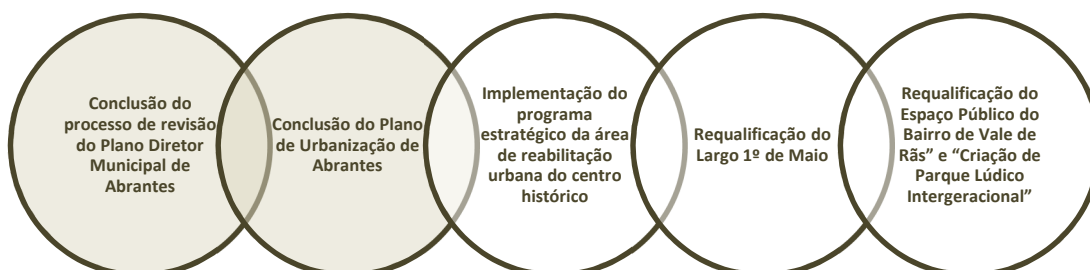 Conclusão do
processo de revisão
do Plano Diretor
Municipal de
Abrantes
Conclusão do Plano
de Urbanização de
Abrantes
Implementação do
programa
estratégico da área
de reabilitação
urbana do centro
histórico
Requalificação do
Largo 1º de Maio
Requalificação do
Espaço Público do
Bairro de Vale de
Rãs” e “Criação de
Parque Lúdico
Intergeracional”